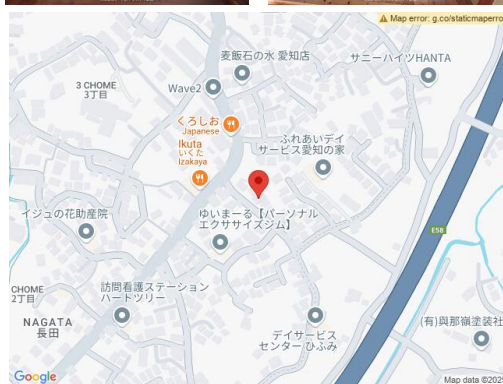 Map error: g.co/staticmaperro
麦飯石の水 愛知店
サニーハイツHANTA
3 CHOME
3丁目
Wave2
くろしお
Japanese
Ikuta
いくた
Izakaya
ふれあいデイ
サービス愛知の家
ゆいまーる【パーソナル
エクササイズジム】
イジュの花助産院
E58
CHOME
2丁目
訪問看護ステーション
ハートツリー
NAGATA
長田
デイサービス
センター ひふみ
(有)與那嶺塗装社
Google
Map data ©202